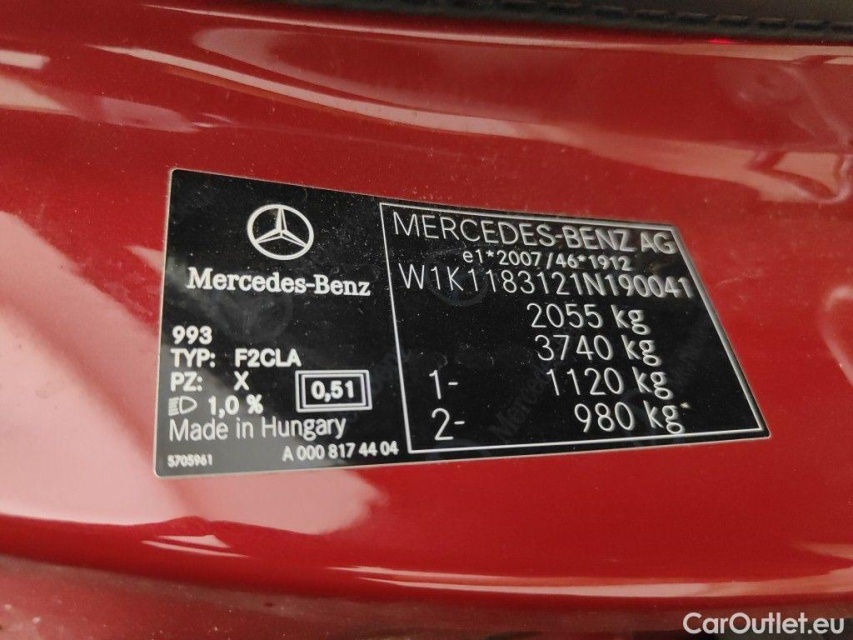 Mercedes-Benz
993
TYP: F2CLA
PZ: X
0,51
1,0 %
Made in Hungary
5705961
A 000 817 44 04
MERCEDES-BENZ AG
e1*2007/46*1912
W1K1183121N190041
2055 kg
3740 kg
1- 1120 kg
2- 980 kg
CarOutlet.eu